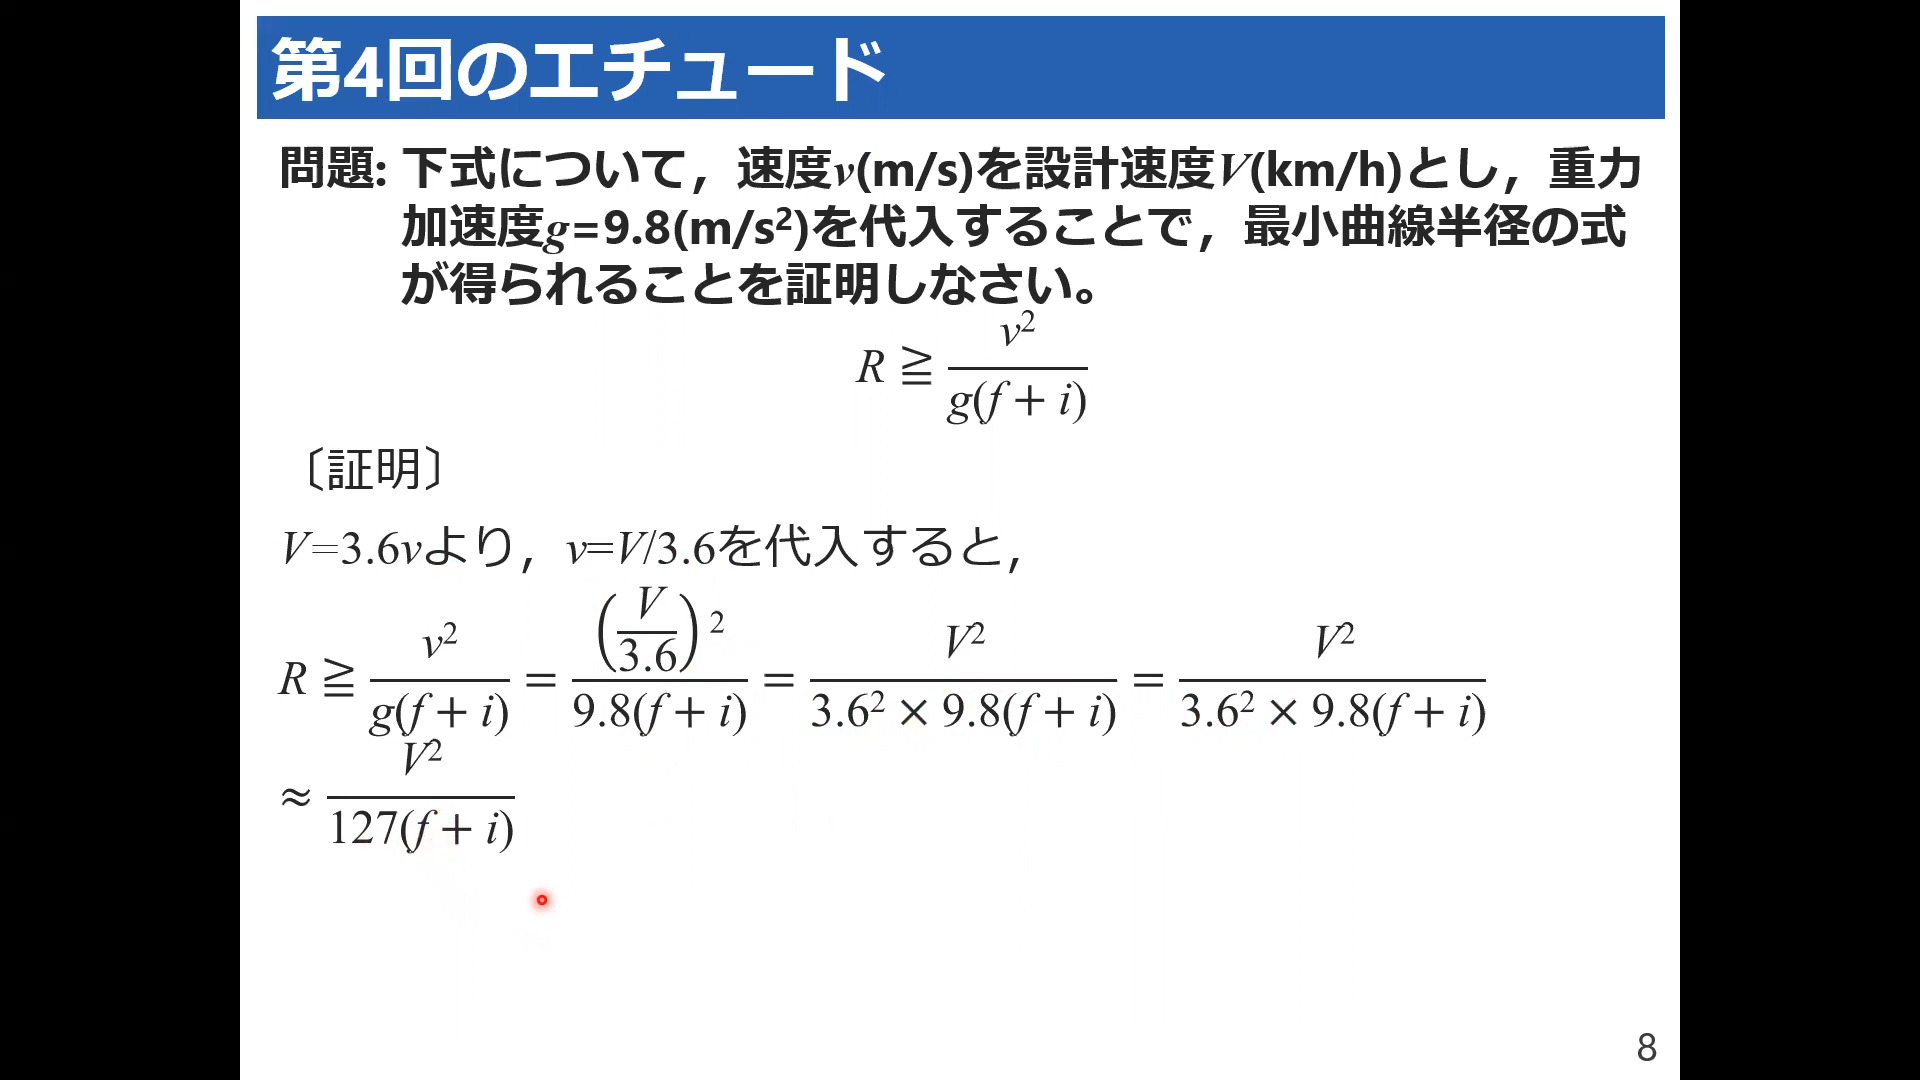 第4回のエチュード
問題: 下式について，速度v(m/s)を設計速度V(km/h)とし，重力
加速度g=9.8(m/s²)を代入することで，最小曲線半径の式
が得られることを証明しなさい。
R ≧ v²/g(f + i)
〔証明〕
V=3.6vより，v=V/3.6を代入すると，
R ≧ v²/g(f + i) = (V/3.6)²/9.8(f + i) = V²/3.6² × 9.8(f + i) = V²/3.6² × 9.8(f + i)
≈ V²/127(f + i)
8